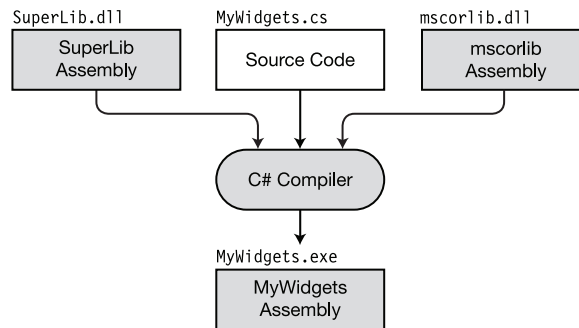 SuperLib.dll
MyWidgets.cs
mscorlib.dll
SuperLib
Assembly
Source Code
mscorlib
Assembly
C# Compiler
MyWidgets.exe
MyWidgets
Assembly